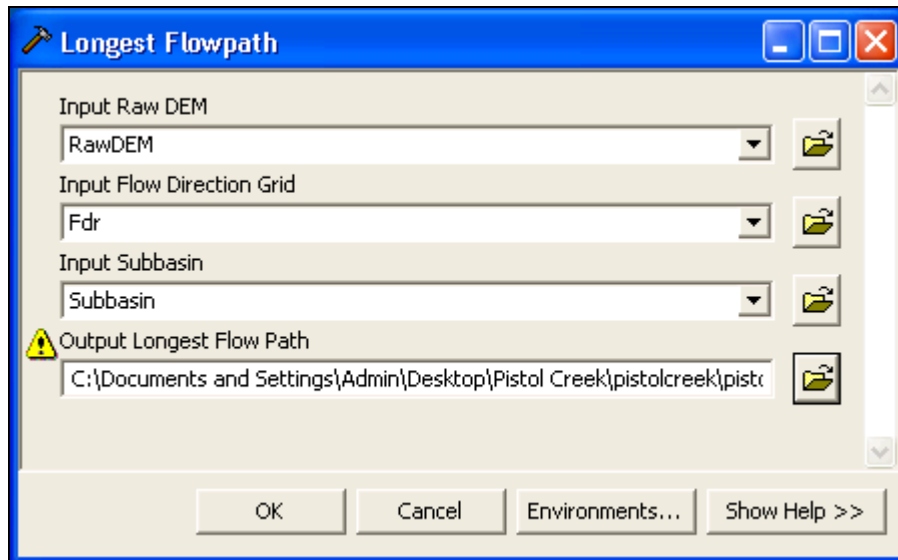 Longest Flowpath
Input Raw DEM
RawDEM
Input Flow Direction Grid
Fdr
Input Subbasin
Subbasin
Output Longest Flow Path
C:\Documents and Settings\Admin\Desktop\Pistol Creek\pistolcreek\pisto
OK Cancel Environments... Show Help >>